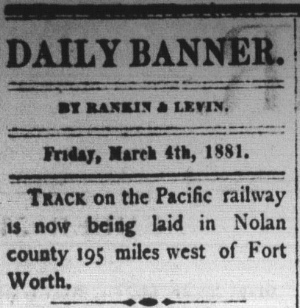 DAILY BANNER.
BY RANKIN & LEVIN.
Friday, March 4th, 1881.
TRACK on the Pacific railway
is now being laid in Nolan
county 195 miles west of Fort
Worth.